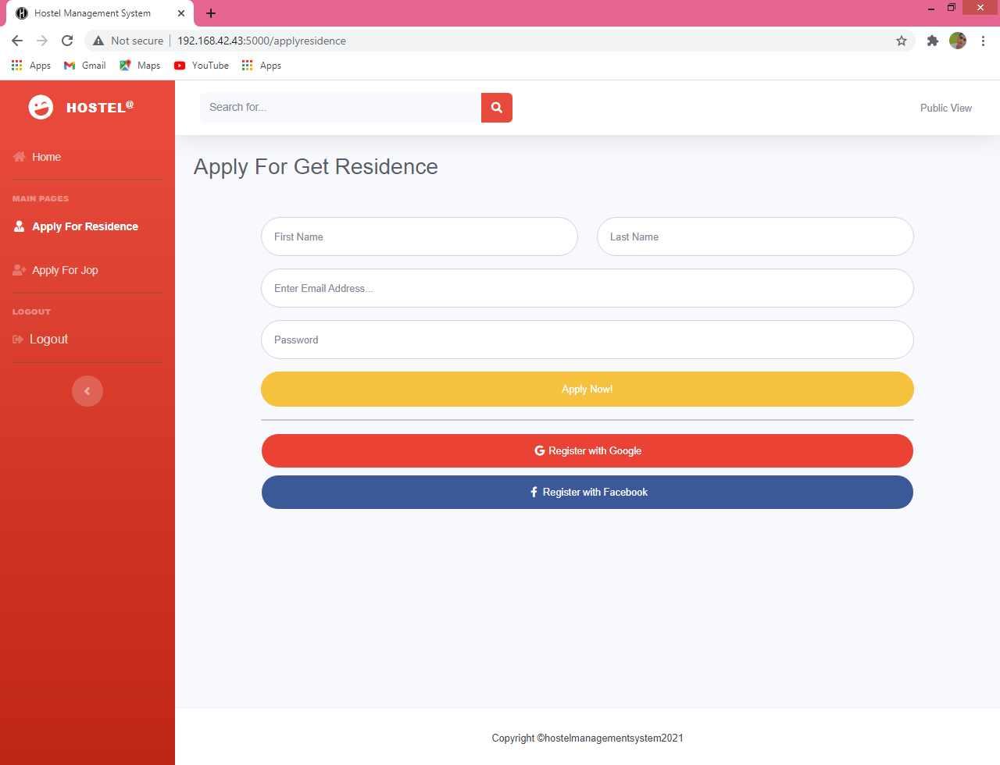 Hostel Management System
Not secure
192.168.42.43:5000/applyresidence
Apps Gmail Maps YouTube Apps
HOSTEL@
Search for...
Public View
Home
MAIN PAGES
Apply For Residence
Apply For Jop
LOGOUT
Logout
Apply For Get Residence
First Name
Last Name
Enter Email Address...
Password
Apply Now!
Register with Google
Register with Facebook
Copyright ©hostelmanagementsystem2021